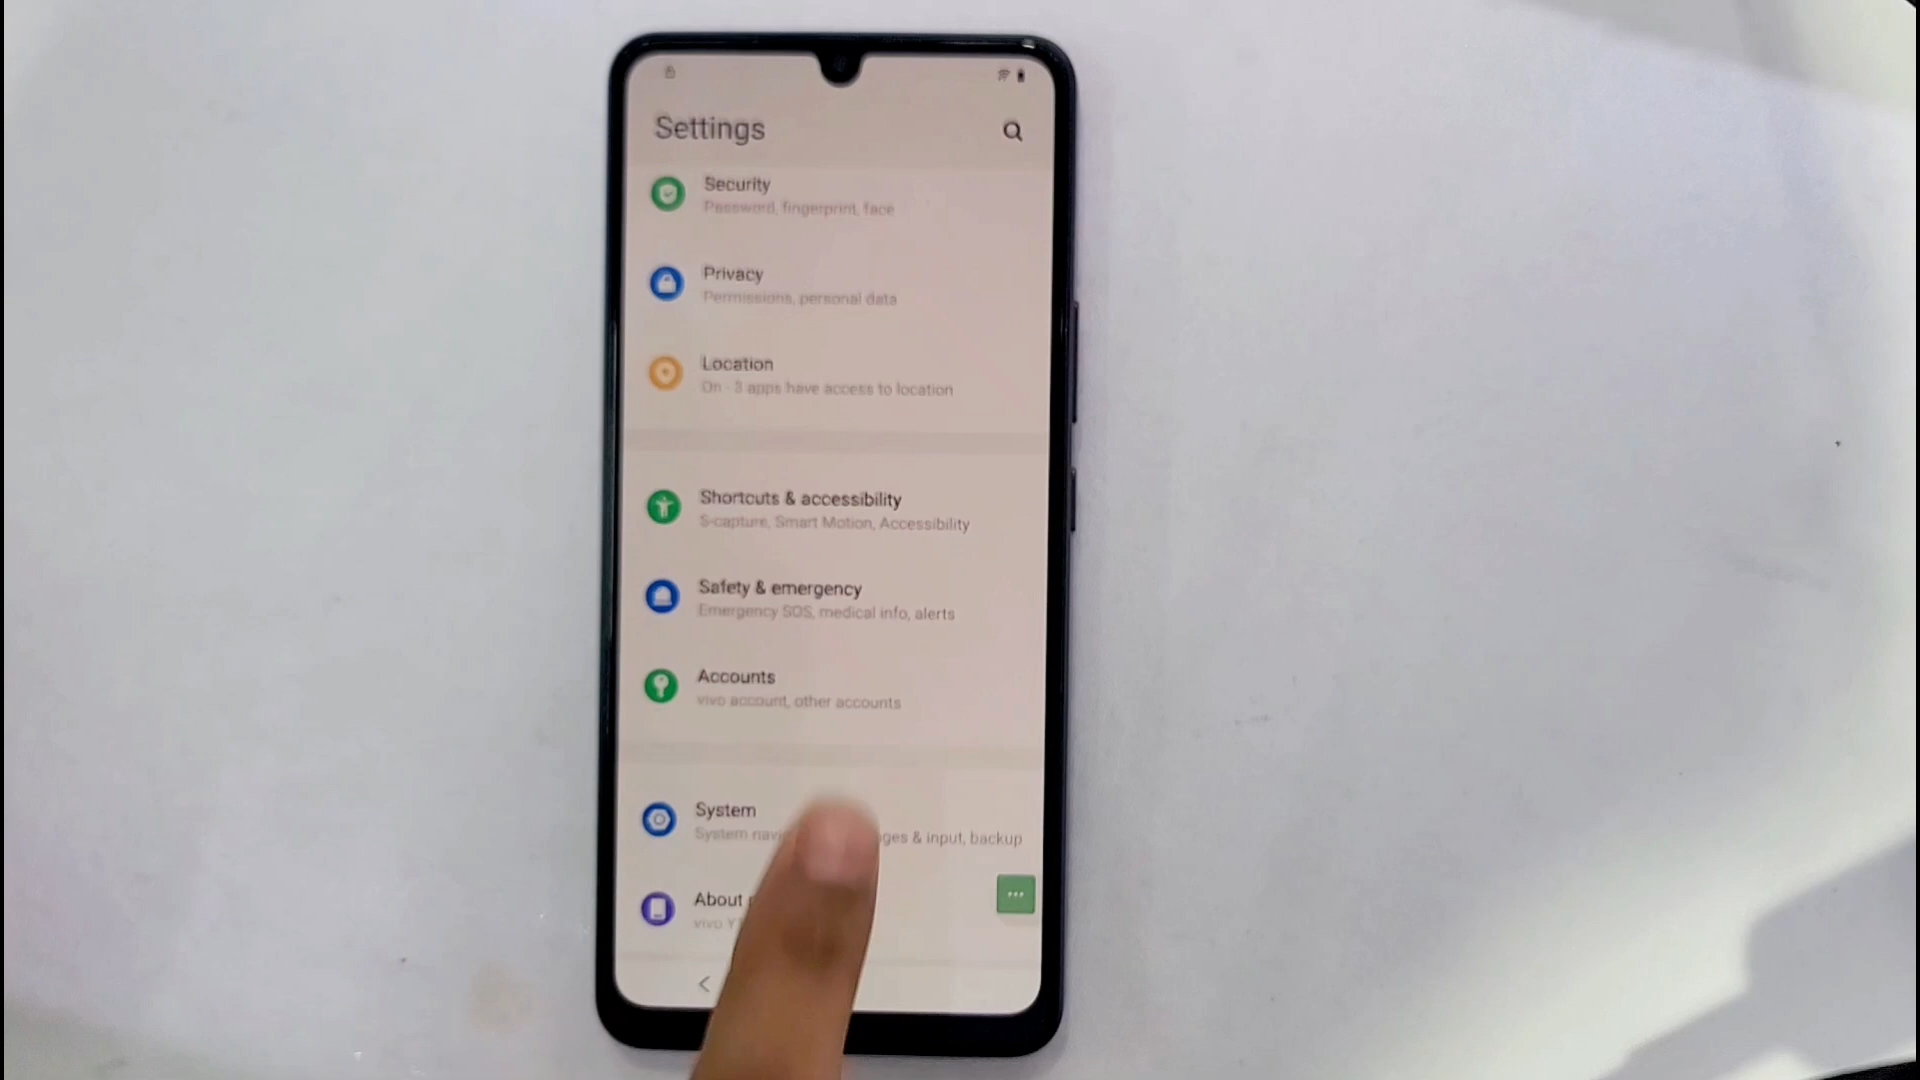 Settings
Security
Password, fingerprint, face
Privacy
Permissions, personal data
Location
On · 3 apps have access to location
Shortcuts & accessibility
S-capture, Smart Motion, Accessibility
Safety & emergency
Emergency SOS, medical info, alerts
Accounts
vivo account, other accounts
System
System & input, backup
About
vivo